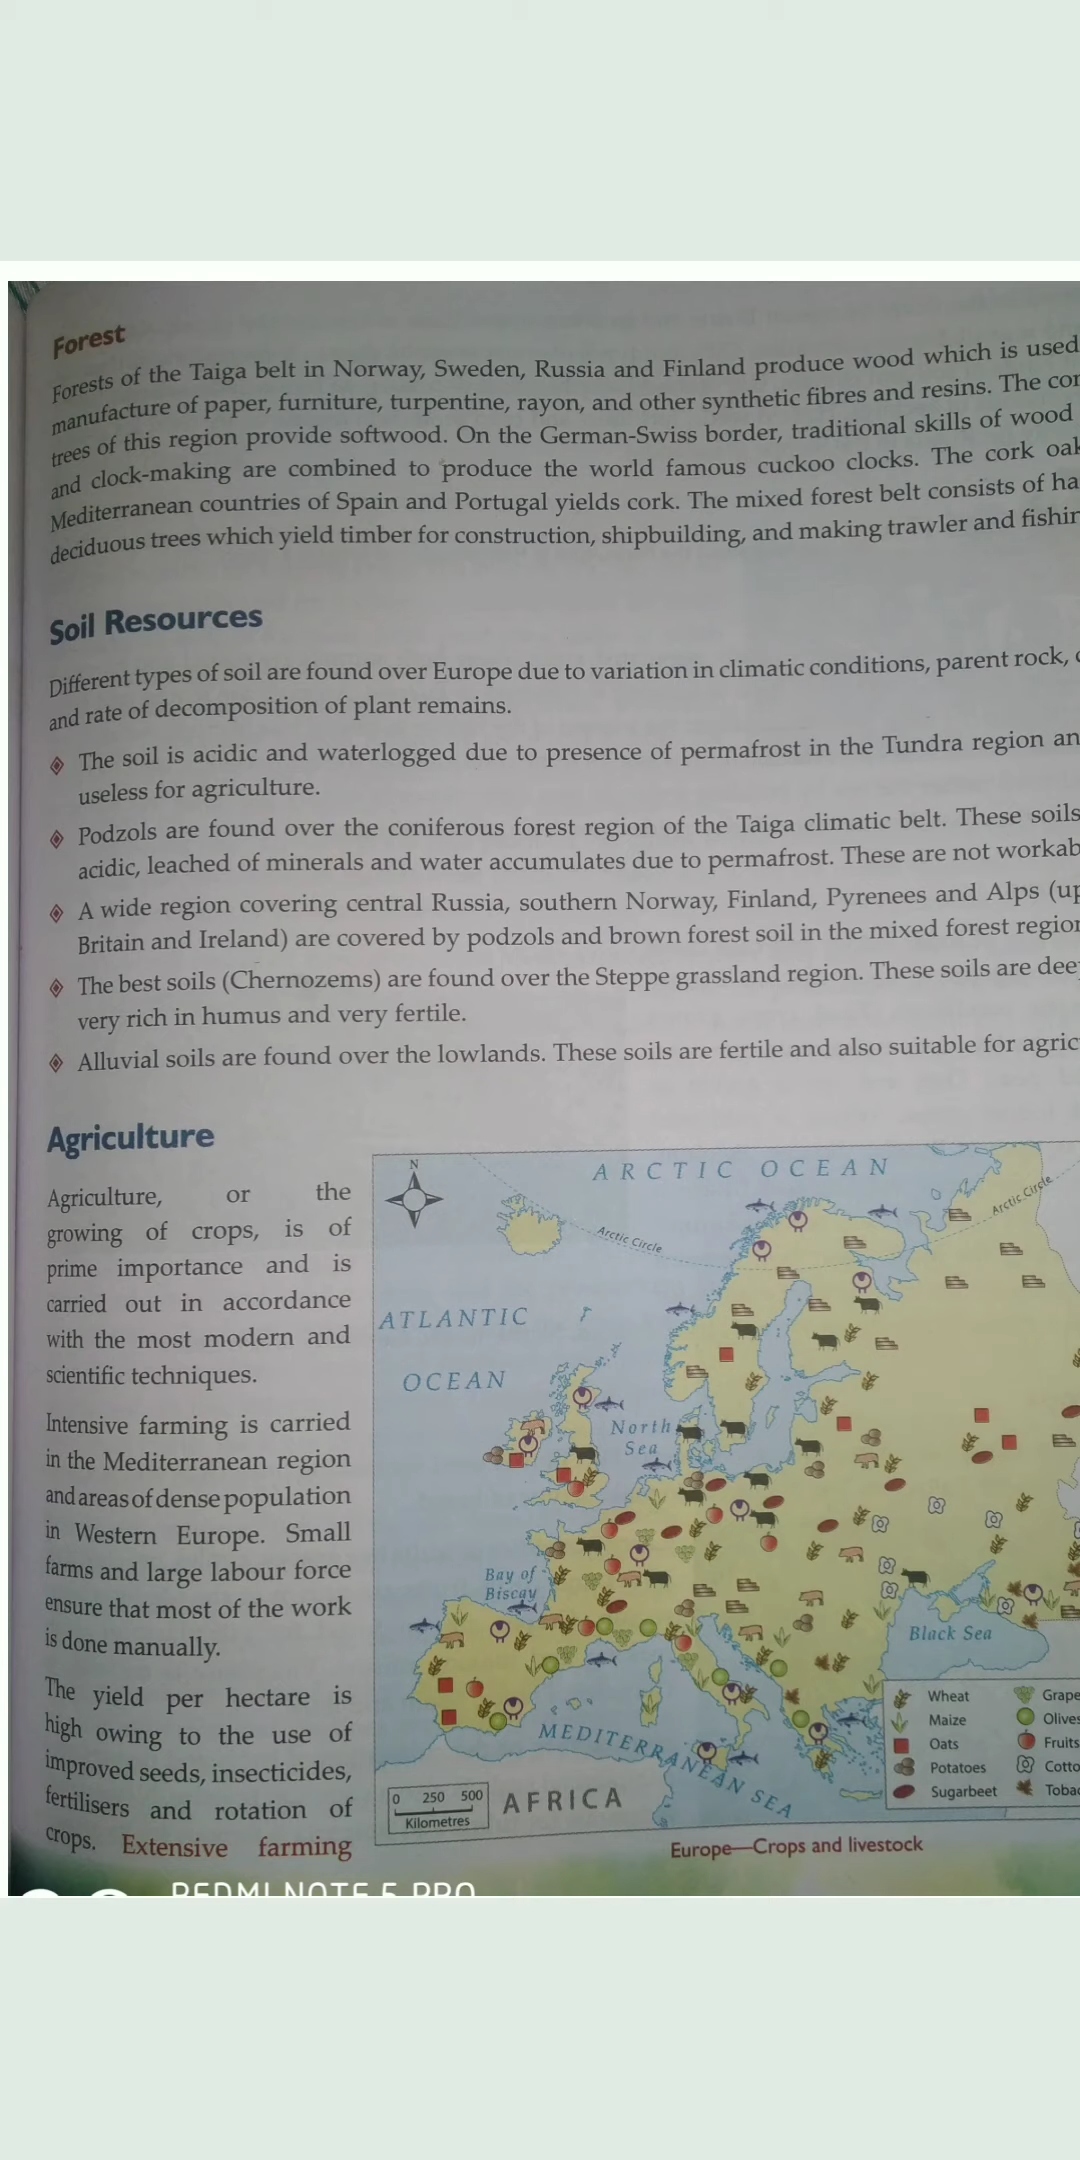 Forest
Forests of the Taiga belt in Norway, Sweden, Russia and Finland produce wood which is used
manufacture of paper, furniture, turpentine, rayon, and other synthetic fibres and resins. The
trees of this region provide softwood. On the German-Swiss border, traditional skills of wood
and clock-making are combined to produce the world famous cuckoo clocks. The cork
Mediterranean countries of Spain and Portugal yields cork. The mixed forest belt consists of
deciduous trees which yield timber for construction, shipbuilding, and making trawler and
Soil Resources
Different types of soil are found over Europe due to variation in climatic conditions, parent rock,
and rate of decomposition of plant remains.
The soil is acidic and waterlogged due to presence of permafrost in the Tundra region
useless for agriculture.
Podzols are found over the coniferous forest region of the Taiga climatic belt. These soils
acidic, leached of minerals and water accumulates due to permafrost. These are not
A wide region covering central Russia, southern Norway, Finland, Pyrenees and Alps
Britain and Ireland) are covered by podzols and brown forest soil in the mixed forest
The best soils (Chernozems) are found over the Steppe grassland region. These soils are
very rich in humus and very fertile.
Alluvial soils are found over the lowlands. These soils are fertile and also suitable for
Agriculture
Agriculture, or the
growing of crops, is of
prime importance and is
carried out in accordance
with the most modern and
scientific techniques.
Intensive farming is carried
in the Mediterranean region
and areas of dense population
in Western Europe. Small
farms and large labour force
ensure that most of the work
is done manually.
The yield per hectare is
high owing to the use of
improved seeds, insecticides,
fertilisers and rotation of
crops. Extensive farming
N
ARCTIC OCEAN
Arctic Circle
Arctic Circle
ATLANTIC
OCEAN
North
Sea
Bay of
Biscay
Black Sea
MEDITERRANEAN SEA
AFRICA
0 250 500
Kilometres
Wheat
Maize
Oats
Potatoes
Sugarbeet
Grape
Olives
Fruits
Europe—Crops and livestock
REDMI NOTE 5 PRO